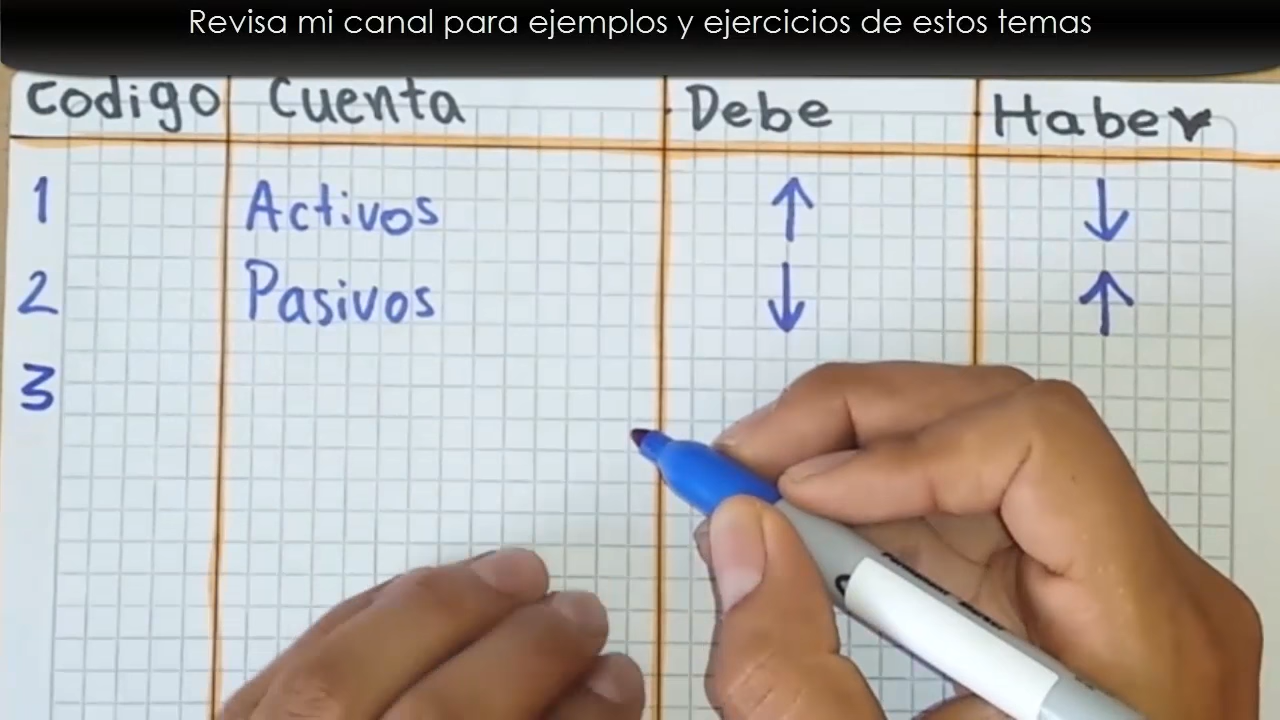 Revisa mi canal para ejemplos y ejercicios de estos temas
Codigo Cuenta Debe Haber
1 Activos ↑ ↓
2 Pasivos ↓ ↑
3